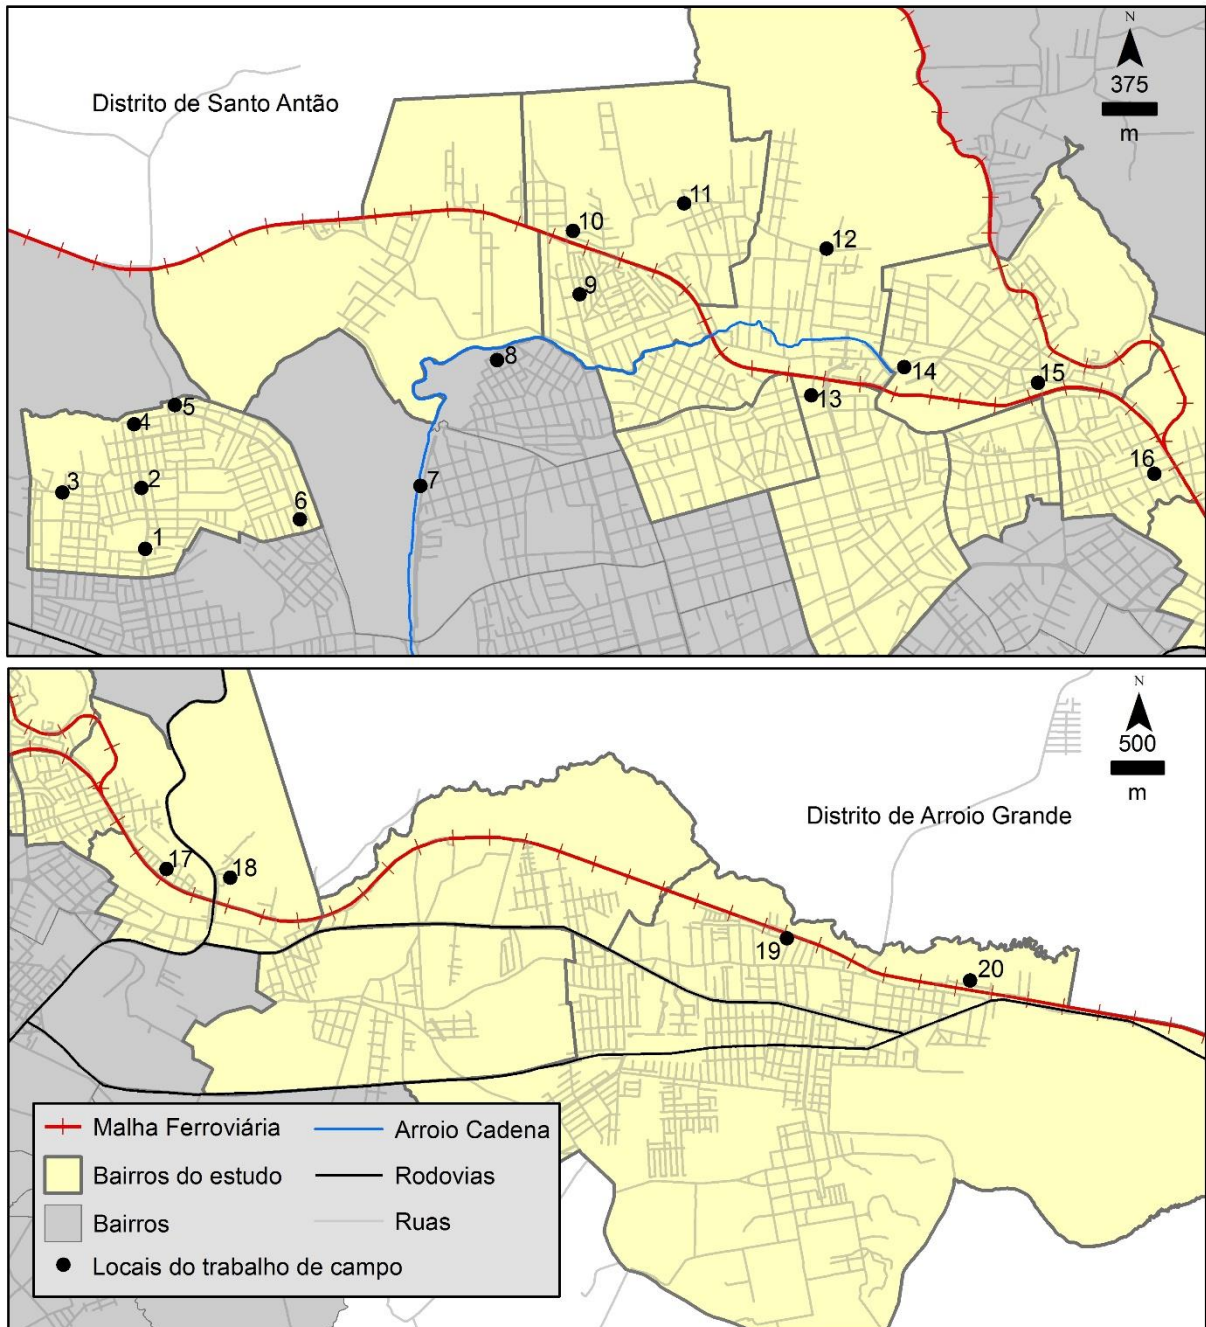 N
375
m
Distrito de Santo Antão
11
10
12
9
8
14
15
13
5
4
3
2
7
16
6
1
N
500
m
Distrito de Arroio Grande
17
18
19
20
Malha Ferroviária
Arroio Cadena
Bairros do estudo
Rodovias
Bairros
Ruas
Locais do trabalho de campo